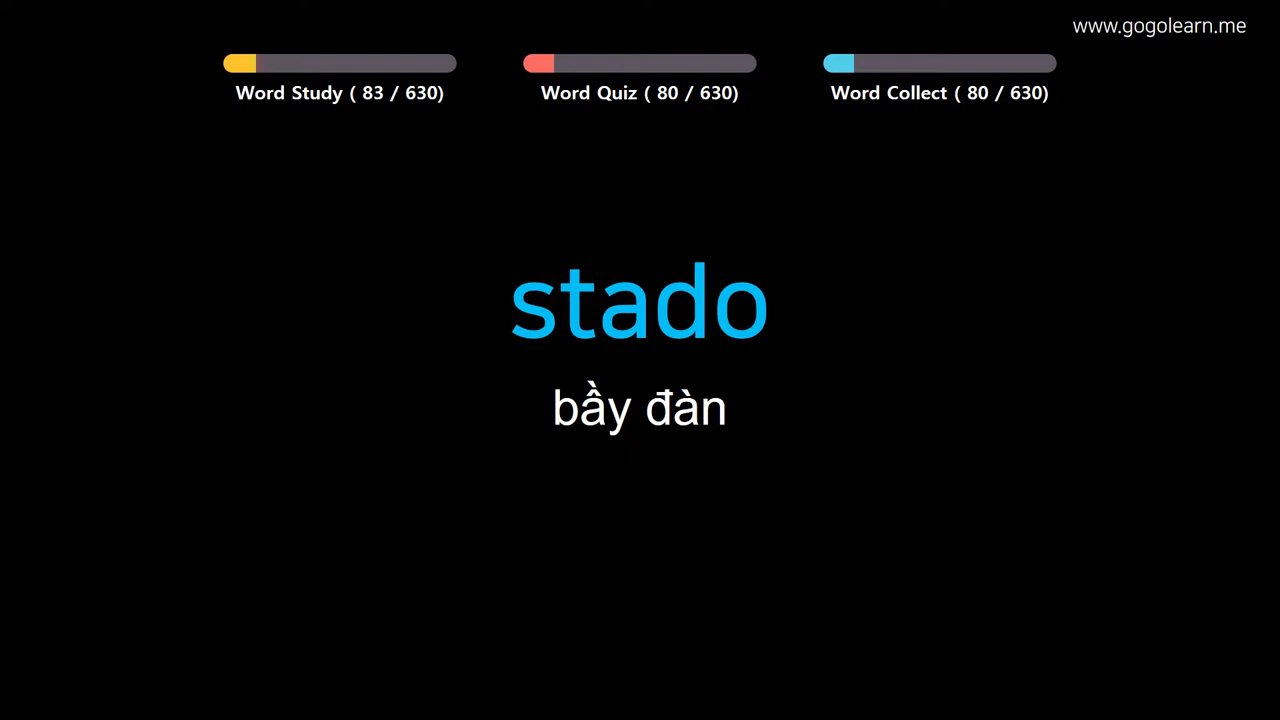 www.gogolearn.me
Word Study ( 83 / 630)
Word Quiz ( 80 / 630)
Word Collect ( 80 / 630)
stado
bầy đàn